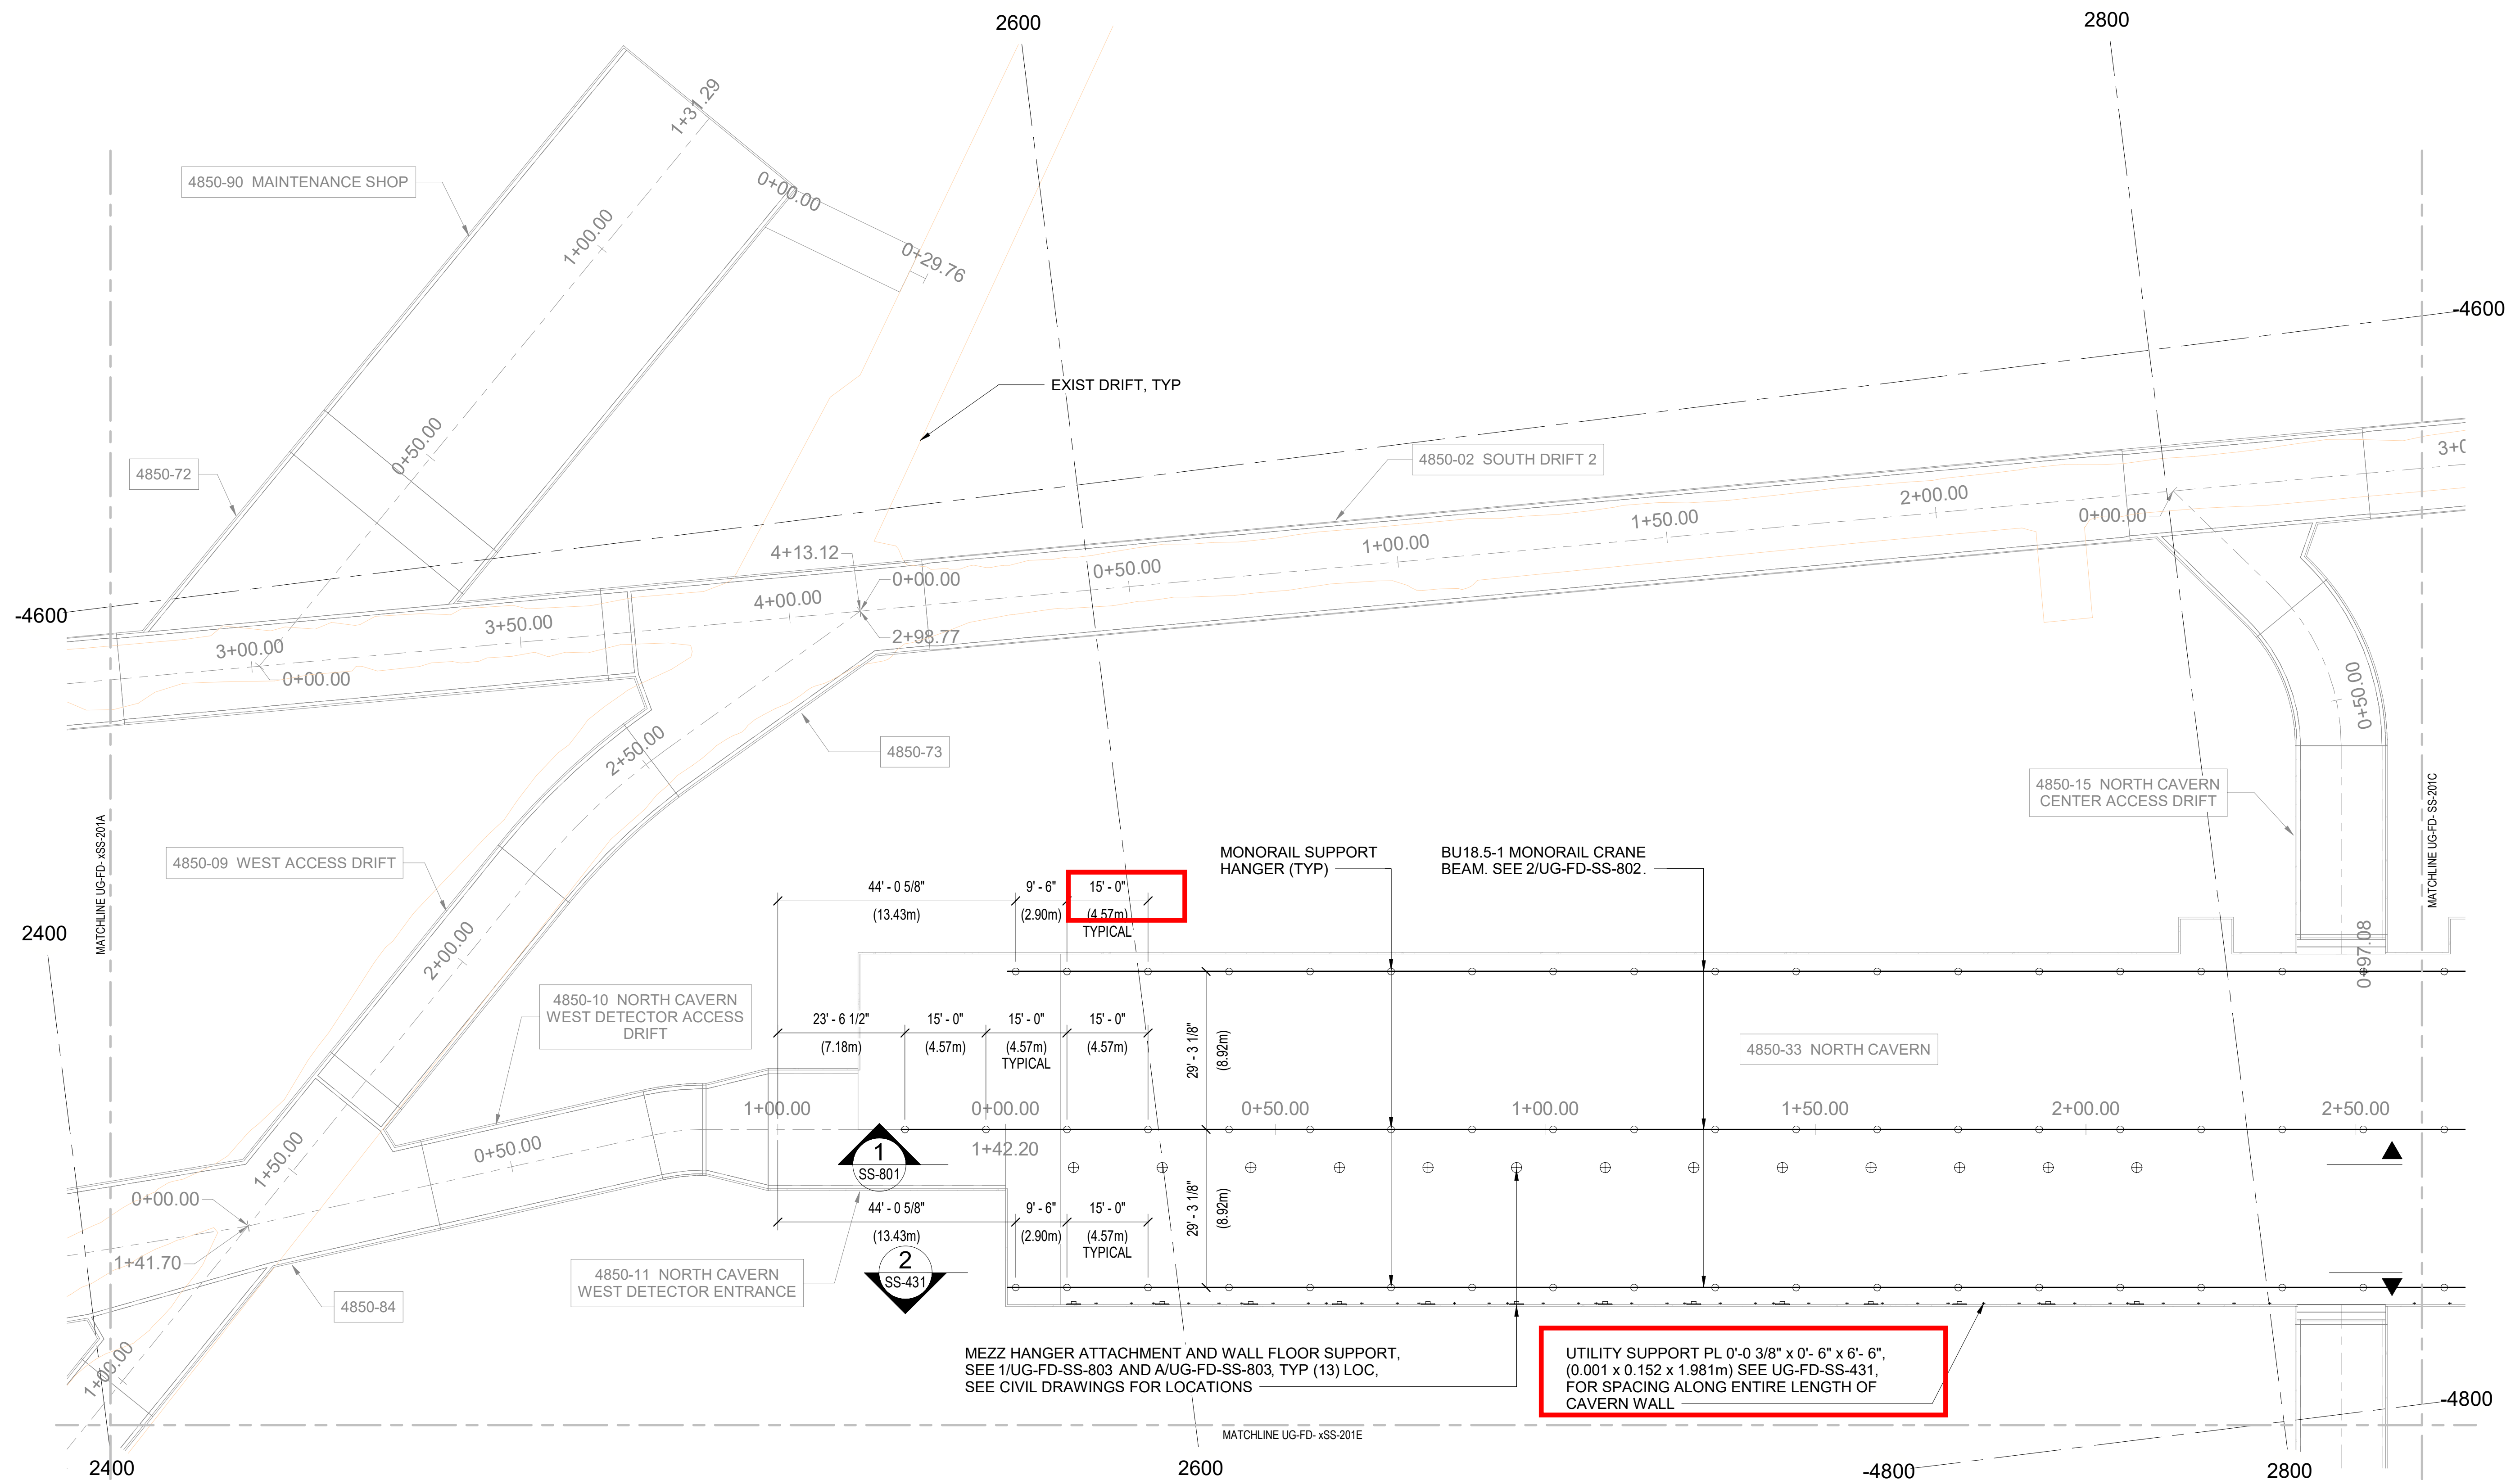 2600
2800
1+31.29
4850-90 MAINTENANCE SHOP
0+00.00
1+00.00
0+29.76
-4600
EXIST DRIFT, TYP
4850-72
0+50.00
4850-02 SOUTH DRIFT 2
3+0
2+00.00
1+50.00
0+00.00
1+00.00
4+13.12
0+00.00
0+50.00
4+00.00
-4600
3+50.00
2+98.77
3+00.00
0+00.00
0+50.00
2+50.00
4850-73
4850-15 NORTH CAVERN
CENTER ACCESS DRIFT
MATCHLINE UG-FD- xSS-201A
MATCHLINE UG-FD- SS-201C
4850-09 WEST ACCESS DRIFT
MONORAIL SUPPORT
HANGER (TYP)
BU18.5-1 MONORAIL CRANE
BEAM. SEE 2/UG-FD-SS-802.
44' - 0 5/8"
9' - 6"
15' - 0"
(13.43m)
(2.90m)
(4.57m)
TYPICAL
2400
2+00.00
0+97.08
4850-10 NORTH CAVERN
WEST DETECTOR ACCESS
DRIFT
23' - 6 1/2"
15' - 0"
15' - 0"
15' - 0"
(7.18m)
(4.57m)
(4.57m)
(4.57m)
TYPICAL
29' - 3 1/8"
(8.92m)
4850-33 NORTH CAVERN
1+00.00
0+00.00
0+50.00
1+00.00
1+50.00
2+00.00
2+50.00
1+50.00
0+50.00
1
SS-801
1+42.20
0+00.00
44' - 0 5/8"
9' - 6"
15' - 0"
29' - 3 1/8"
(8.92m)
(13.43m)
(2.90m)
(4.57m)
TYPICAL
1+41.70
2
SS-431
4850-11 NORTH CAVERN
WEST DETECTOR ENTRANCE
4850-84
1+00.00
MEZZ HANGER ATTACHMENT AND WALL FLOOR SUPPORT,
SEE 1/UG-FD-SS-803 AND A/UG-FD-SS-803, TYP (13) LOC,
SEE CIVIL DRAWINGS FOR LOCATIONS
UTILITY SUPPORT PL 0'-0 3/8" x 0'- 6" x 6'- 6",
(0.001 x 0.152 x 1.981m) SEE UG-FD-SS-431,
FOR SPACING ALONG ENTIRE LENGTH OF
CAVERN WALL
-4800
MATCHLINE UG-FD- xSS-201E
2400
2600
-4800
2800